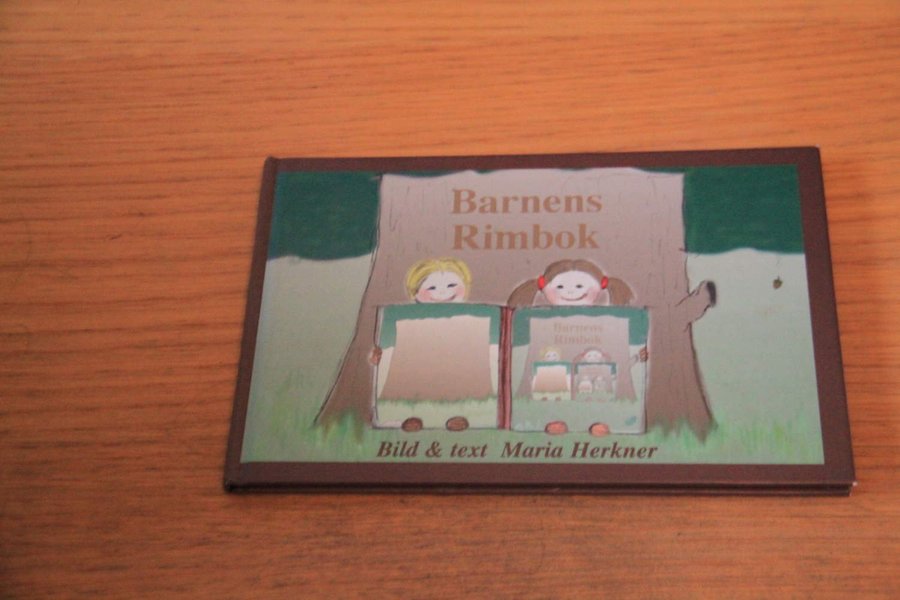 Barnens
Rimbok
Barnens
Rimbok
Bild & text Maria Herkner